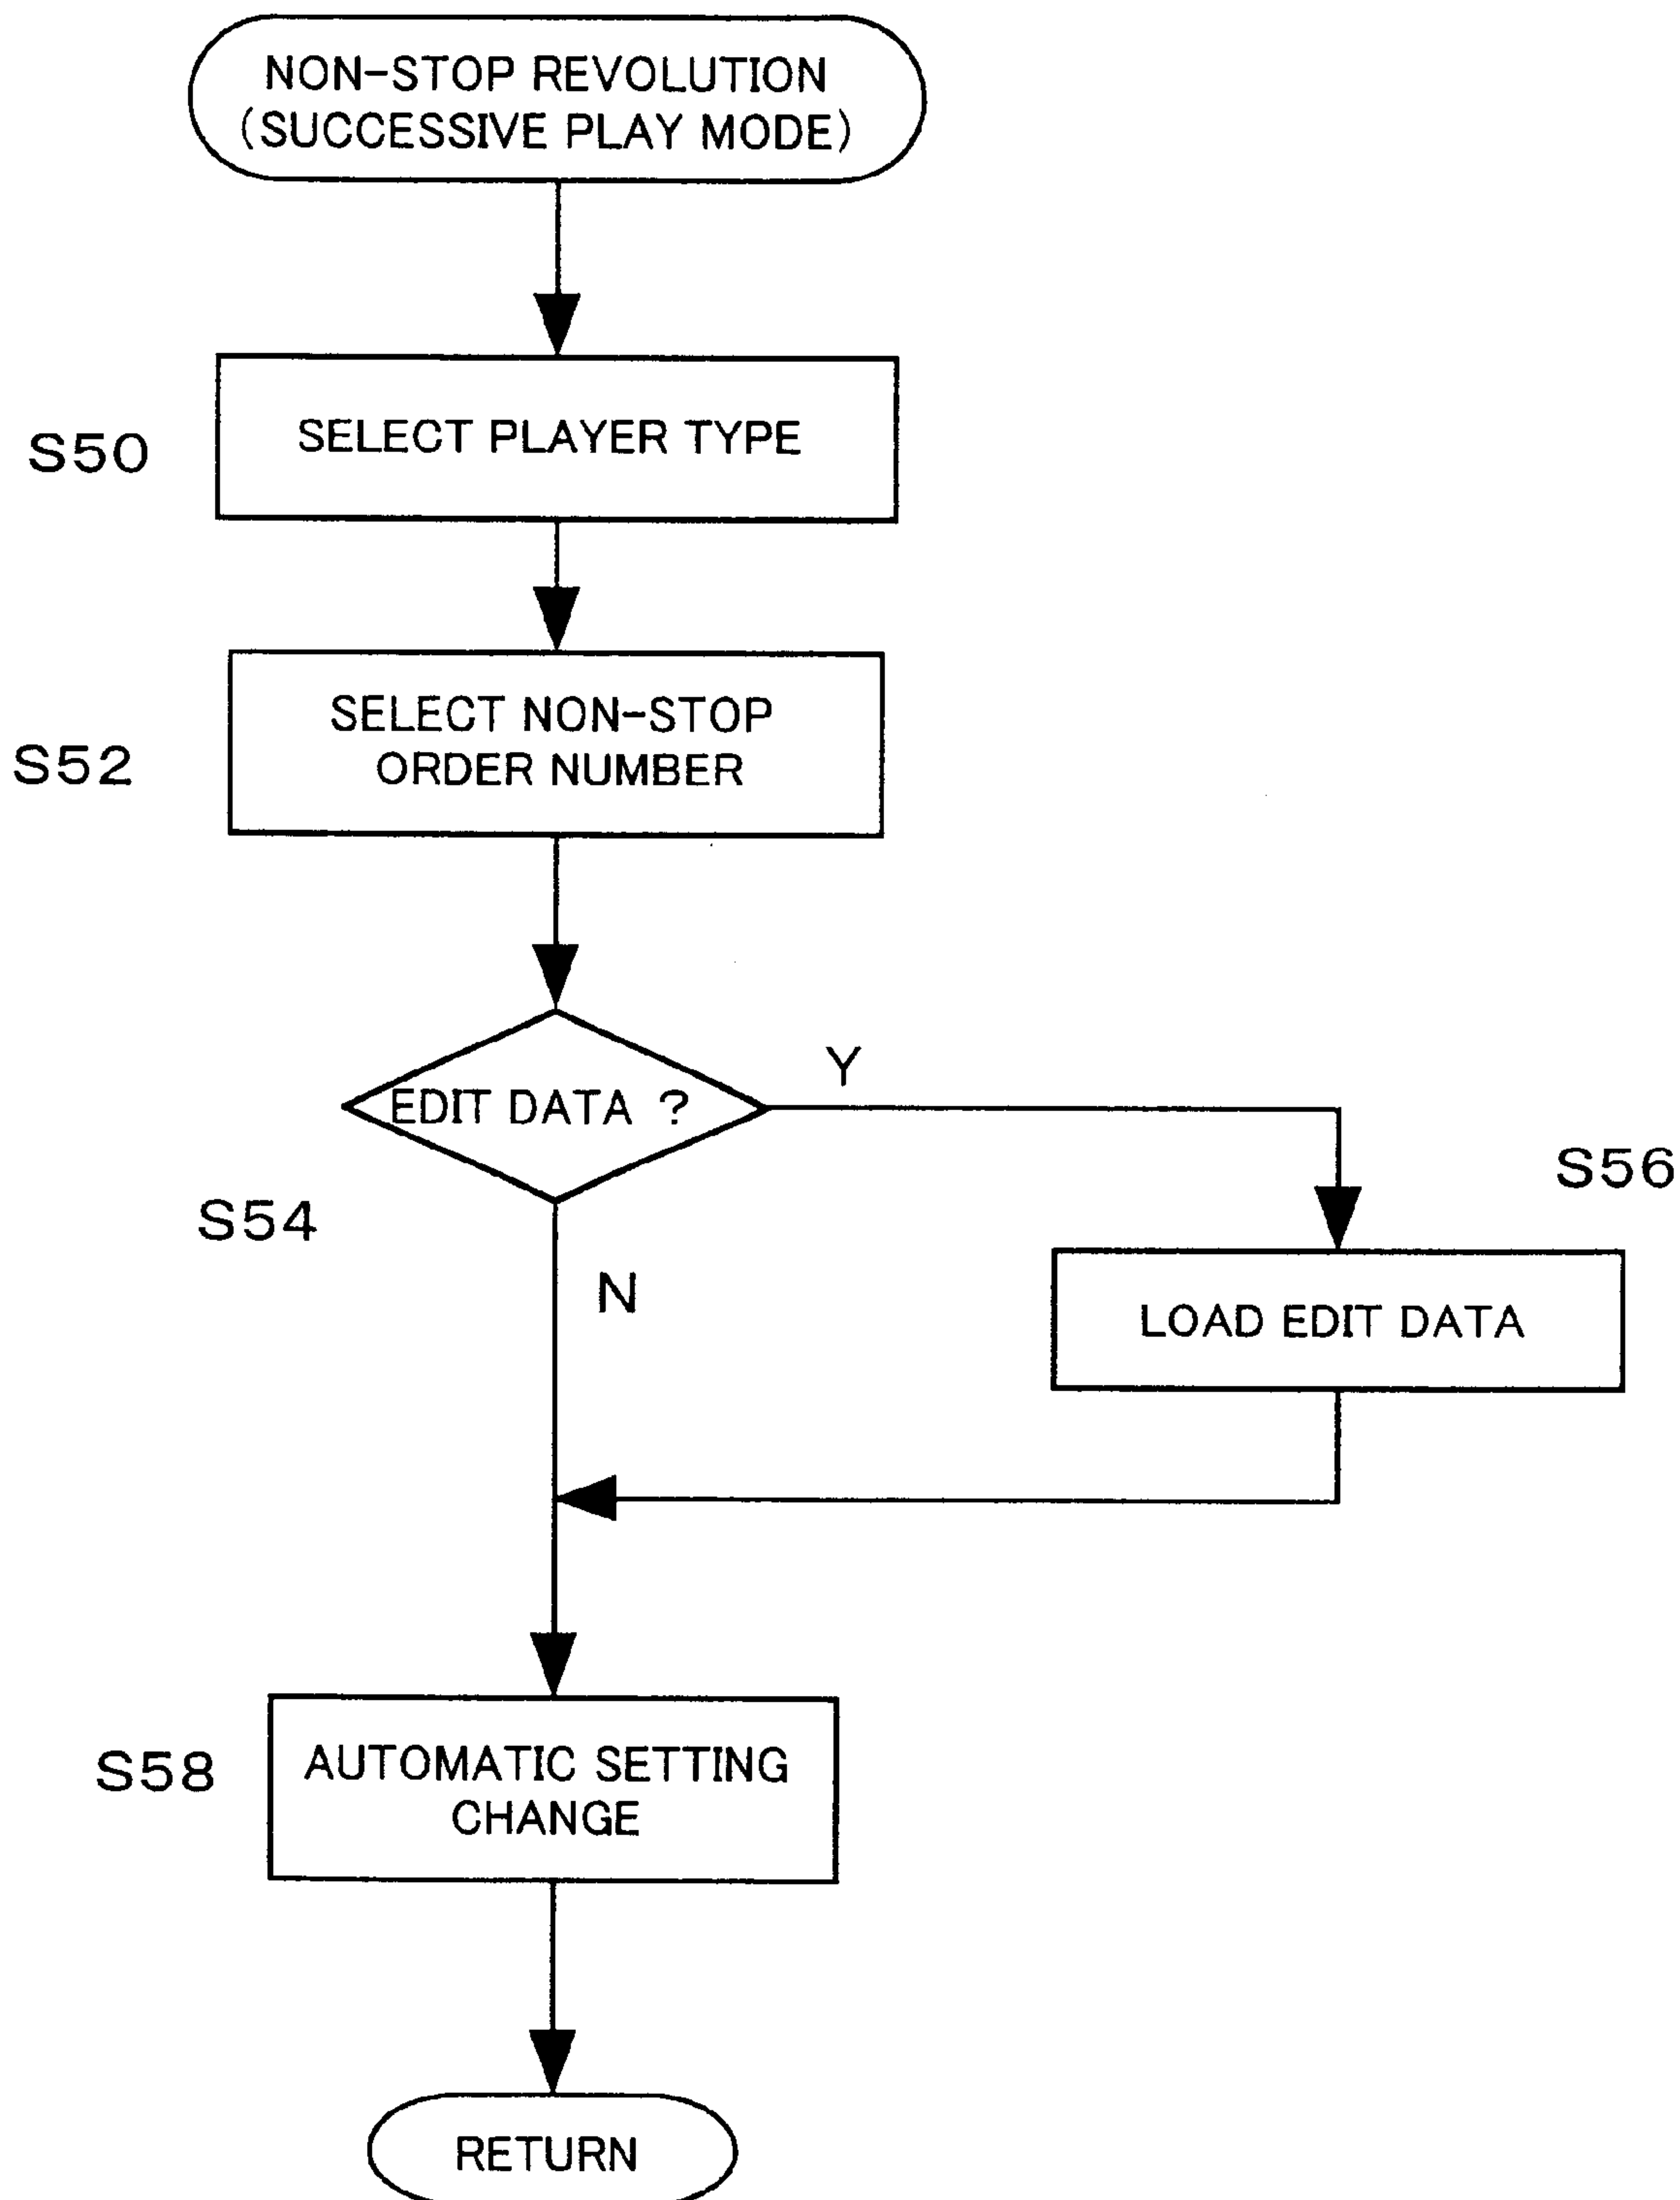 NON-STOP REVOLUTION
(SUCCESSIVE PLAY MODE)
S50
SELECT PLAYER TYPE
S52
SELECT NON-STOP
ORDER NUMBER
EDIT DATA ?
Y
S54
N
S56
LOAD EDIT DATA
S58
AUTOMATIC SETTING
CHANGE
RETURN